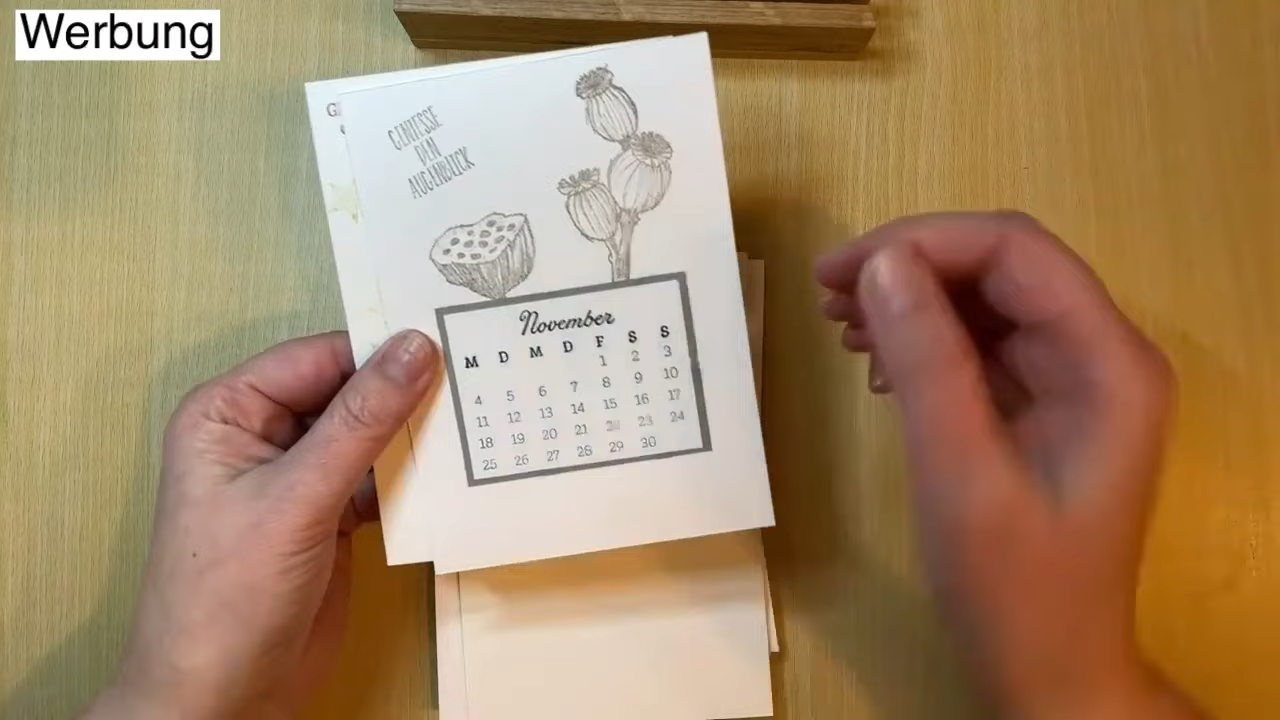 Werbung
G
GENIESSE
DEN
AUGENBLICK
November
M D M D F S S
1 2 3
4 5 6 7 8 9 10
11 12 13 14 15 16 17
18 19 20 21 22 23 24
25 26 27 28 29 30